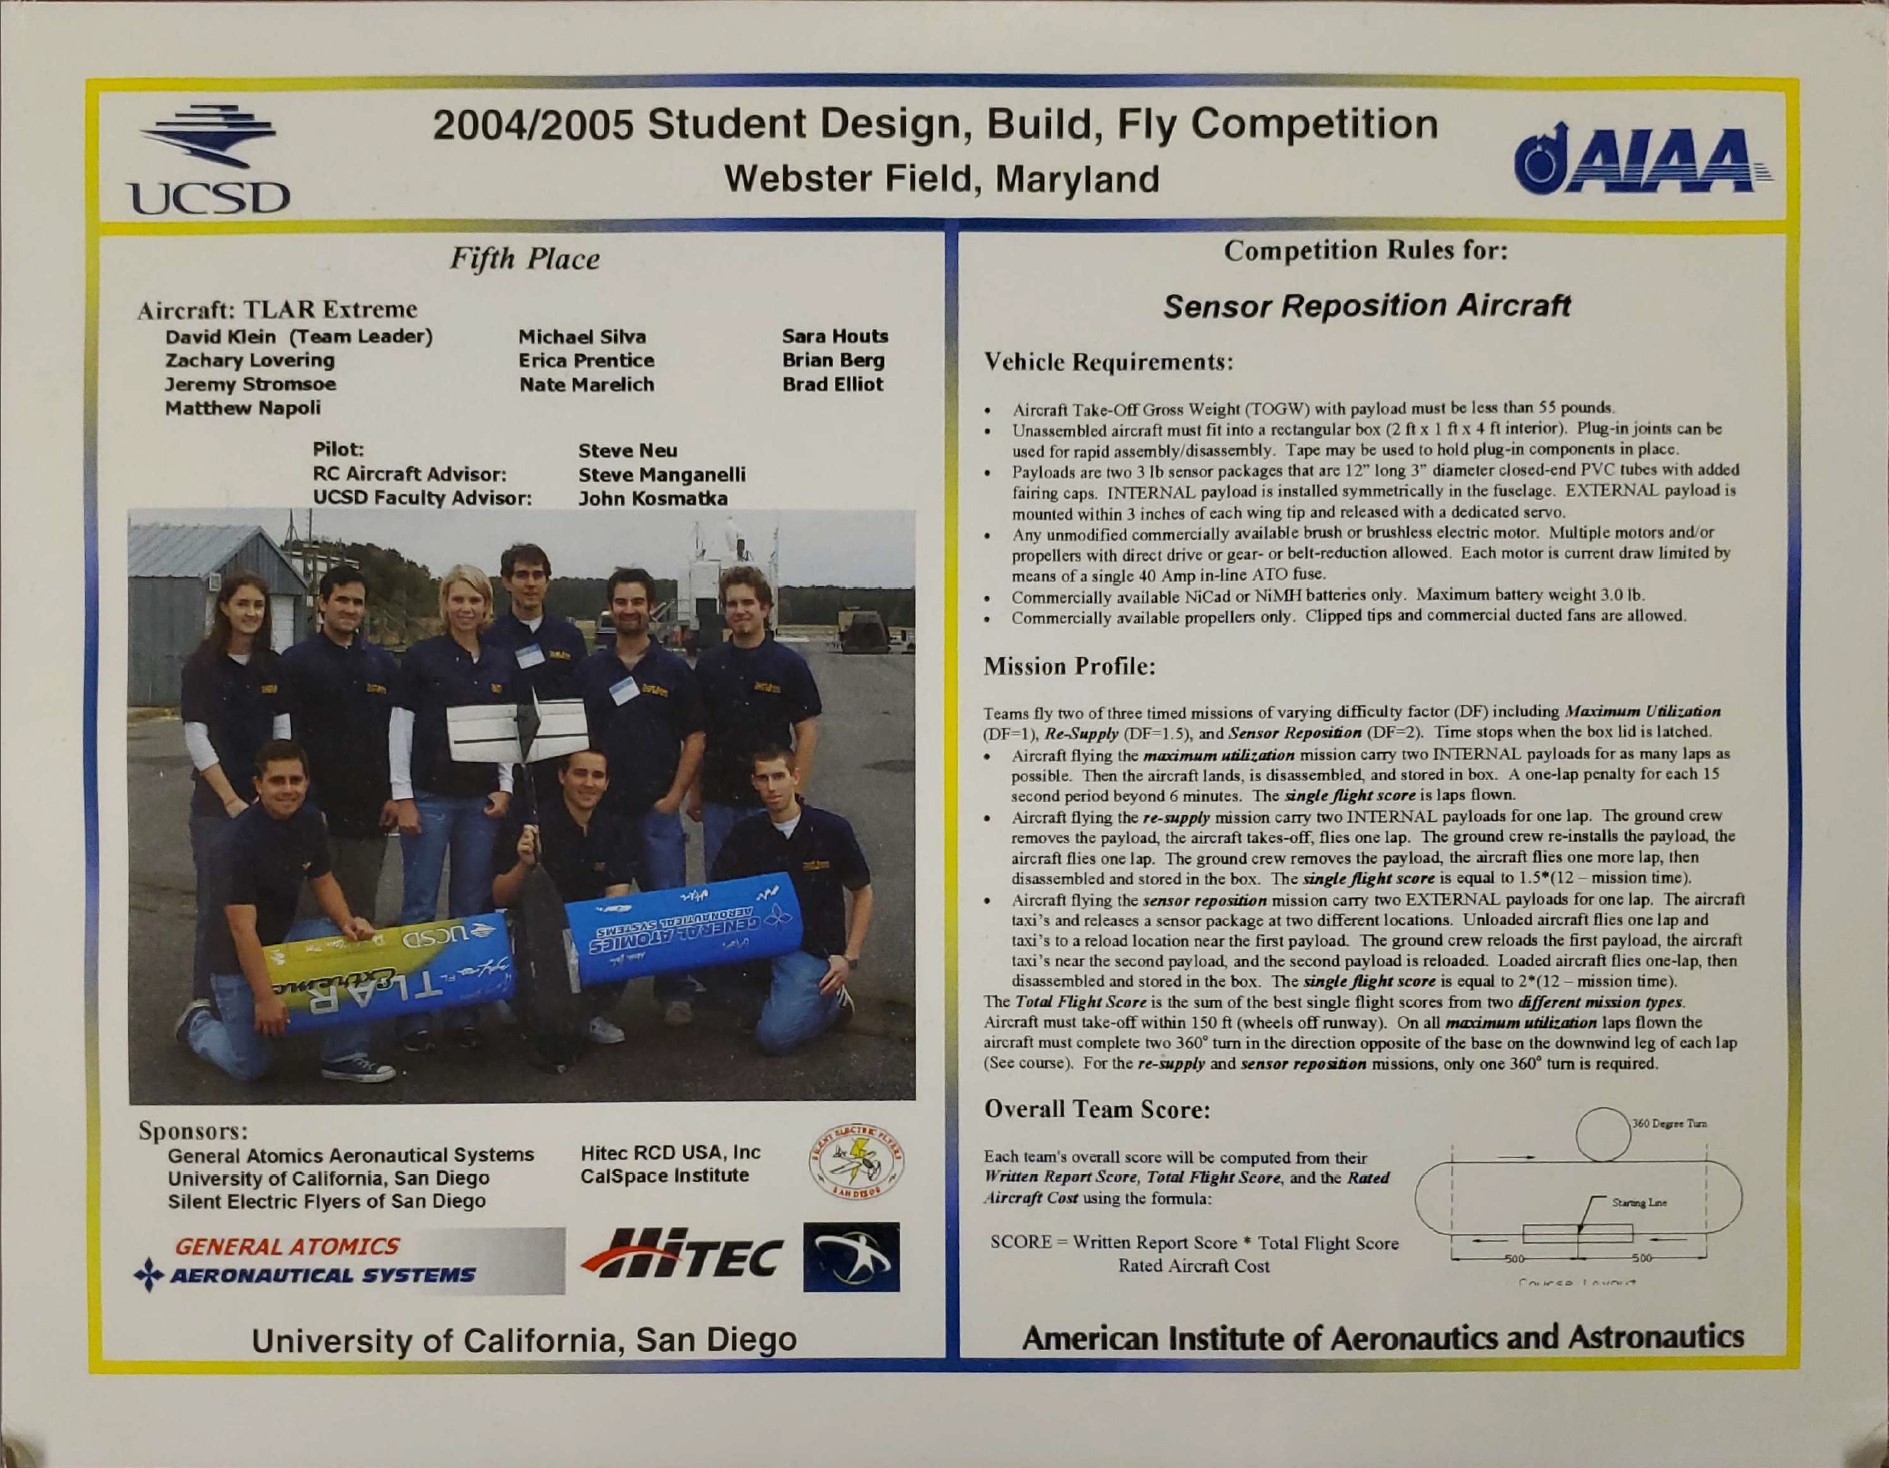 UCSD
2004/2005 Student Design, Build, Fly Competition
Webster Field, Maryland
AIAA
Fifth Place
Aircraft: TLAR Extreme
David Klein (Team Leader)
Zachary Lovering
Jeremy Stromsoe
Matthew Napoli
Michael Silva
Erica Prentice
Nate Marelich
Sara Houts
Brian Berg
Brad Elliot
Pilot: Steve Neu
RC Aircraft Advisor: Steve Manganelli
UCSD Faculty Advisor: John Kosmatka
UCSD
TLAR
Extreme
GENERAL ATOMICS
AERONAUTICAL SYSTEMS
Sponsors:
General Atomics Aeronautical Systems
University of California, San Diego
Silent Electric Flyers of San Diego
Hitec RCD USA, Inc
CalSpace Institute
SILENT ELECTRIC FLYERS
SAN DIEGO
GENERAL ATOMICS
AERONAUTICAL SYSTEMS
HiTEC
University of California, San Diego
Competition Rules for:
Sensor Reposition Aircraft
Vehicle Requirements:
• Aircraft Take-Off Gross Weight (TOGW) with payload must be less than 55 pounds.
• Unassembled aircraft must fit into a rectangular box (2 ft x 1 ft x 4 ft interior). Plug-in joints can be
used for rapid assembly/disassembly. Tape may be used to hold plug-in components in place.
• Payloads are two 3 lb sensor packages that are 12" long 3" diameter closed-end PVC tubes with added
fairing caps. INTERNAL payload is installed symmetrically in the fuselage. EXTERNAL payload is
mounted within 3 inches of each wing tip and released with a dedicated servo.
• Any unmodified commercially available brush or brushless electric motor. Multiple motors and/or
propellers with direct drive or gear- or belt-reduction allowed. Each motor is current draw limited by
means of a single 40 Amp in-line ATO fuse.
• Commercially available NiCad or NiMH batteries only. Maximum battery weight 3.0 lb.
• Commercially available propellers only. Clipped tips and commercial ducted fans are allowed.
Mission Profile:
Teams fly two of three timed missions of varying difficulty factor (DF) including Maximum Utilization
(DF=1), Re-Supply (DF=1.5), and Sensor Reposition (DF=2). Time stops when the box lid is latched.
• Aircraft flying the maximum utilization mission carry two INTERNAL payloads for as many laps as
possible. Then the aircraft lands, is disassembled, and stored in box. A one-lap penalty for each 15
second period beyond 6 minutes. The single flight score is laps flown.
• Aircraft flying the re-supply mission carry two INTERNAL payloads for one lap. The ground crew
removes the payload, the aircraft takes-off, flies one lap. The ground crew re-installs the payload, the
aircraft flies one lap. The ground crew removes the payload, the aircraft flies one more lap, then
disassembled and stored in the box. The single flight score is equal to 1.5*(12 – mission time).
• Aircraft flying the sensor reposition mission carry two EXTERNAL payloads for one lap. The aircraft
taxi's and releases a sensor package at two different locations. Unloaded aircraft flies one lap and
taxi's to a reload location near the first payload. The ground crew reloads the first payload, the aircraft
taxi's near the second payload, and the second payload is reloaded. Loaded aircraft flies one-lap, then
disassembled and stored in the box. The single flight score is equal to 2*(12 – mission time).
The Total Flight Score is the sum of the best single flight scores from two different mission types.
Aircraft must take-off within 150 ft (wheels off runway). On all maximum utilization laps flown the
aircraft must complete two 360° turn in the direction opposite of the base on the downwind leg of each lap
(See course). For the re-supply and sensor reposition missions, only one 360° turn is required.
Overall Team Score:
Each team's overall score will be computed from their
Written Report Score, Total Flight Score, and the Rated
Aircraft Cost using the formula:
SCORE = Written Report Score * Total Flight Score
Rated Aircraft Cost
360 Degree Turn
Starting Line
500
500
Course Layout
American Institute of Aeronautics and Astronautics